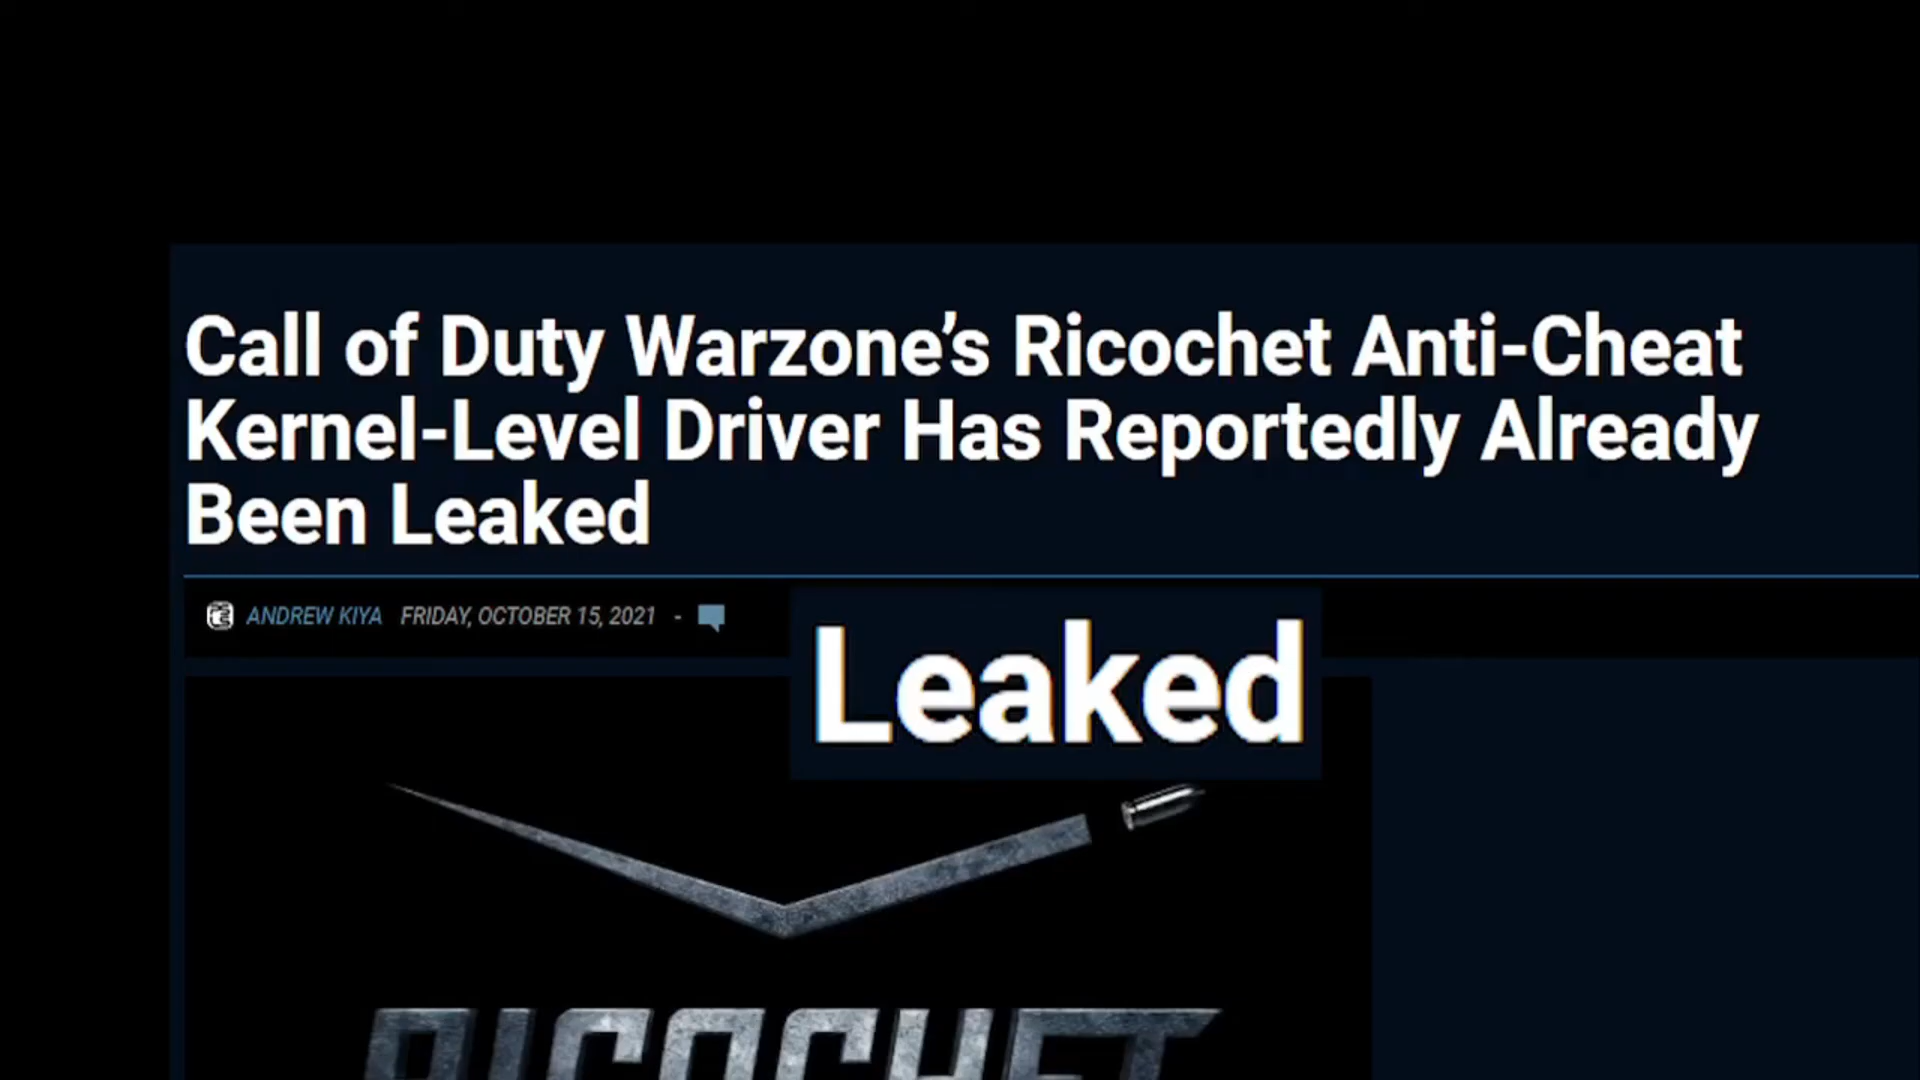 Call of Duty Warzone’s Ricochet Anti-Cheat
Kernel-Level Driver Has Reportedly Already
Been Leaked
ANDREW KIYA FRIDAY, OCTOBER 15, 2021 -
Leaked
RICOCHET